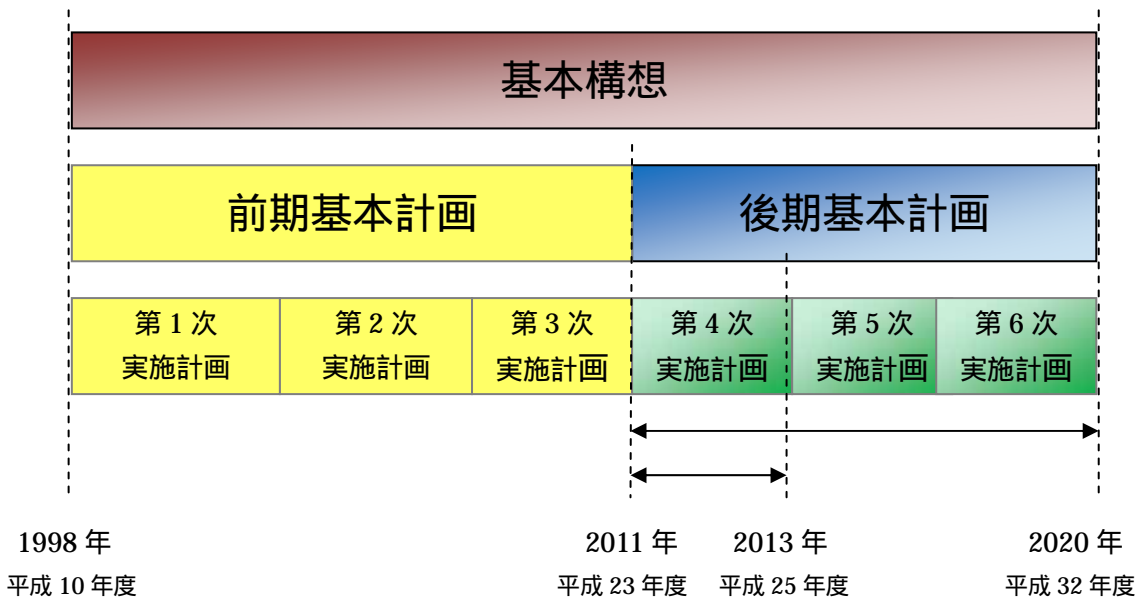 基本構想
前期基本計画 後期基本計画
第 1 次 第 2 次 第 3 次 第 4 次 第 5 次 第 6 次
実施計画 実施計画 実施計画 実施計画 実施計画 実施計画
1998 年 2011 年 2013 年 2020 年
平成 10 年度 平成 23 年度 平成 25 年度 平成 32 年度